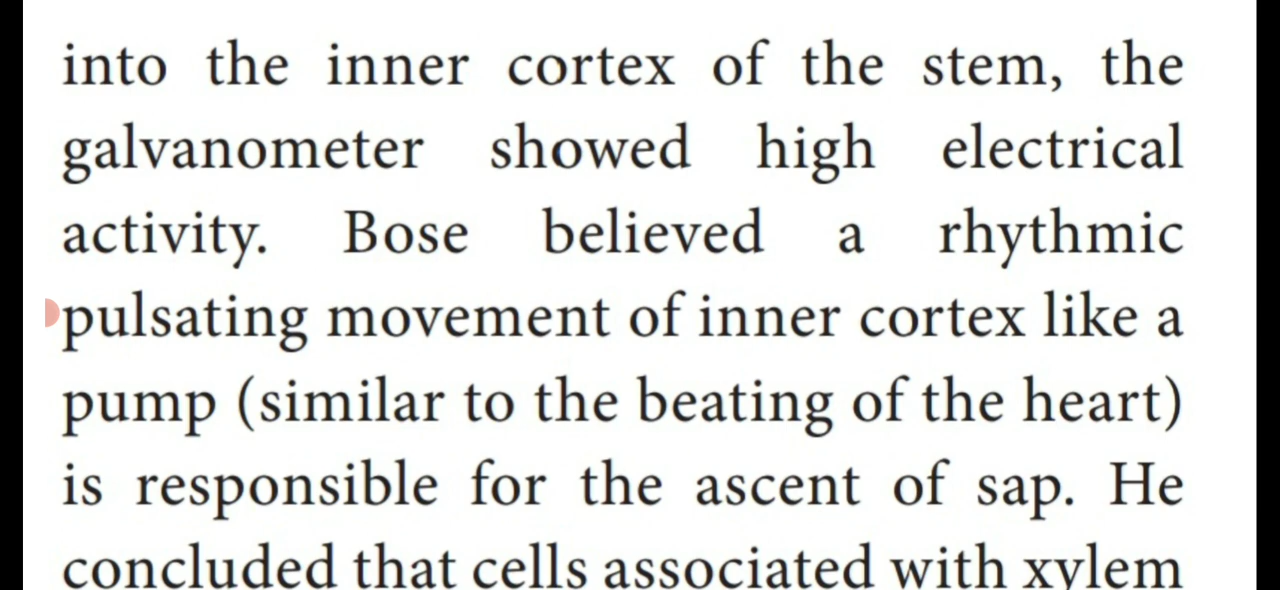 into the inner cortex of the stem, the
galvanometer showed high electrical
activity. Bose believed a rhythmic
pulsating movement of inner cortex like a
pump (similar to the beating of the heart)
is responsible for the ascent of sap. He
concluded that cells associated with xylem